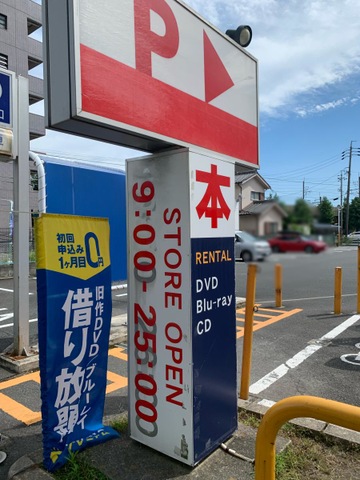 P
STORE OPEN
9:00-25:00
本
RENTAL
DVD
Blu-ray
CD
初回
申込み
1ヶ月
0円
旧作DVD ブルーレイ
借り放題